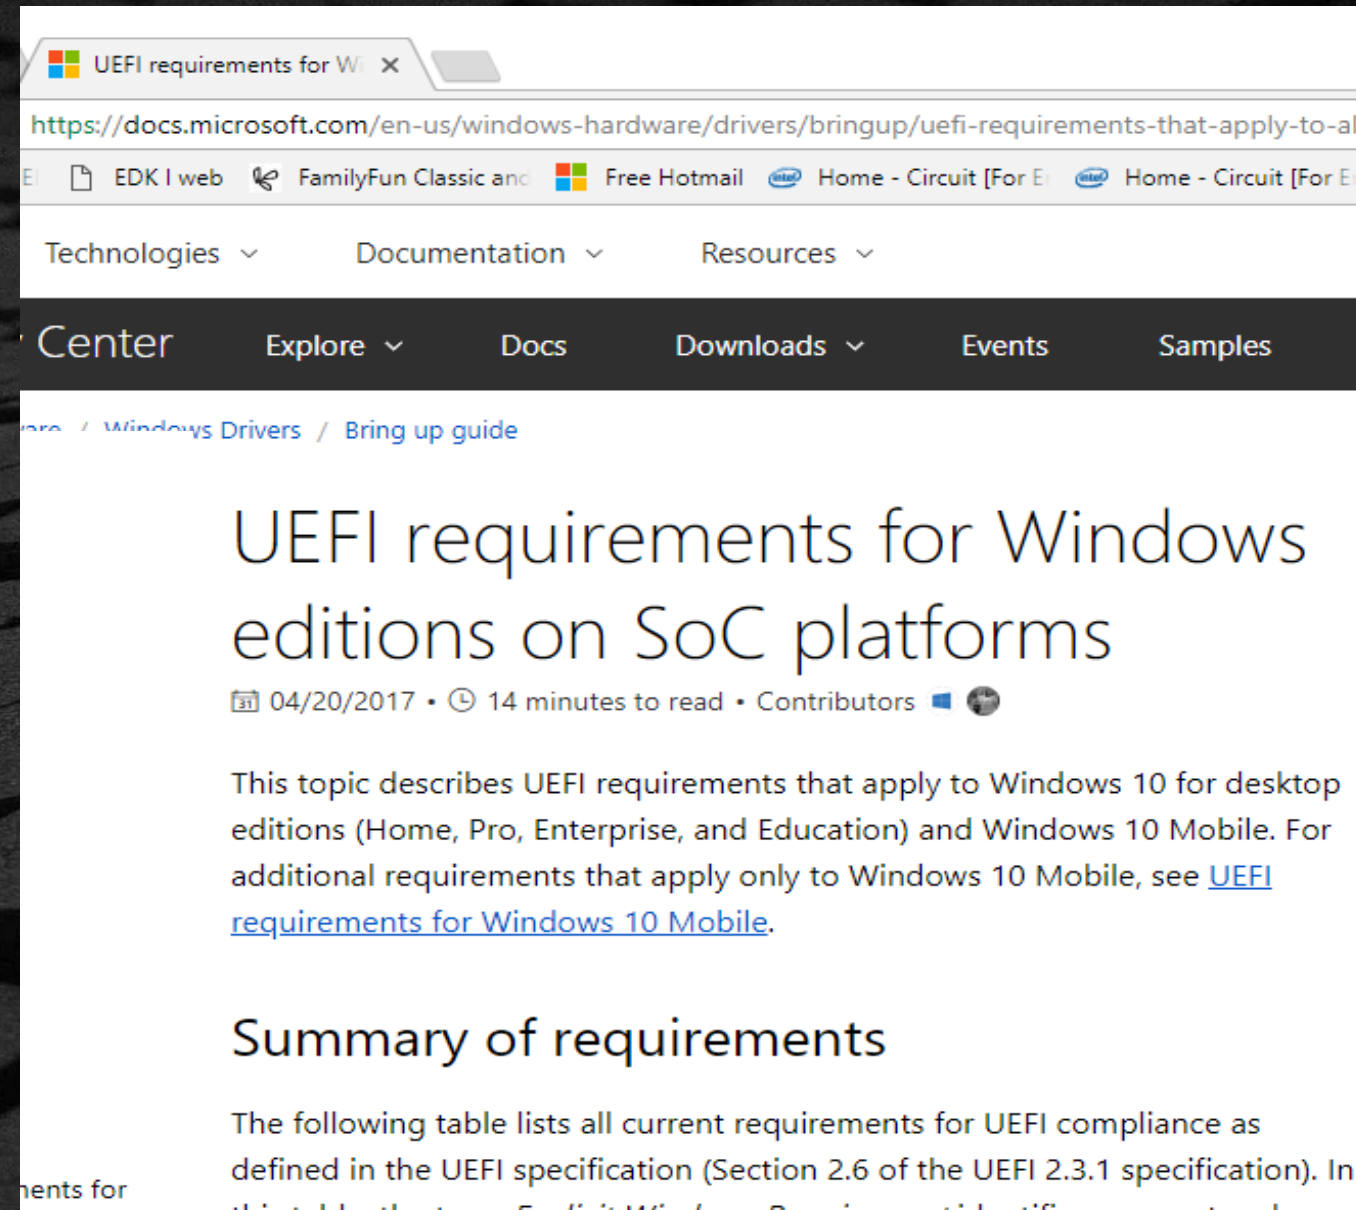 UEFI requirements for Wi
https://docs.microsoft.com/en-us/windows-hardware/drivers/bringup/uefi-requirements-that-apply-to-al
EDK I web FamilyFun Classic and Free Hotmail Home - Circuit [For E Home - Circuit [For E
Technologies Documentation Resources
Center Explore Docs Downloads Events Samples
/ Windows Drivers / Bring up guide
UEFI requirements for Windows
editions on SoC platforms
04/20/2017 • 14 minutes to read • Contributors
This topic describes UEFI requirements that apply to Windows 10 for desktop
editions (Home, Pro, Enterprise, and Education) and Windows 10 Mobile. For
additional requirements that apply only to Windows 10 Mobile, see UEFI
requirements for Windows 10 Mobile.
Summary of requirements
The following table lists all current requirements for UEFI compliance as
defined in the UEFI specification (Section 2.6 of the UEFI 2.3.1 specification). In
ments for